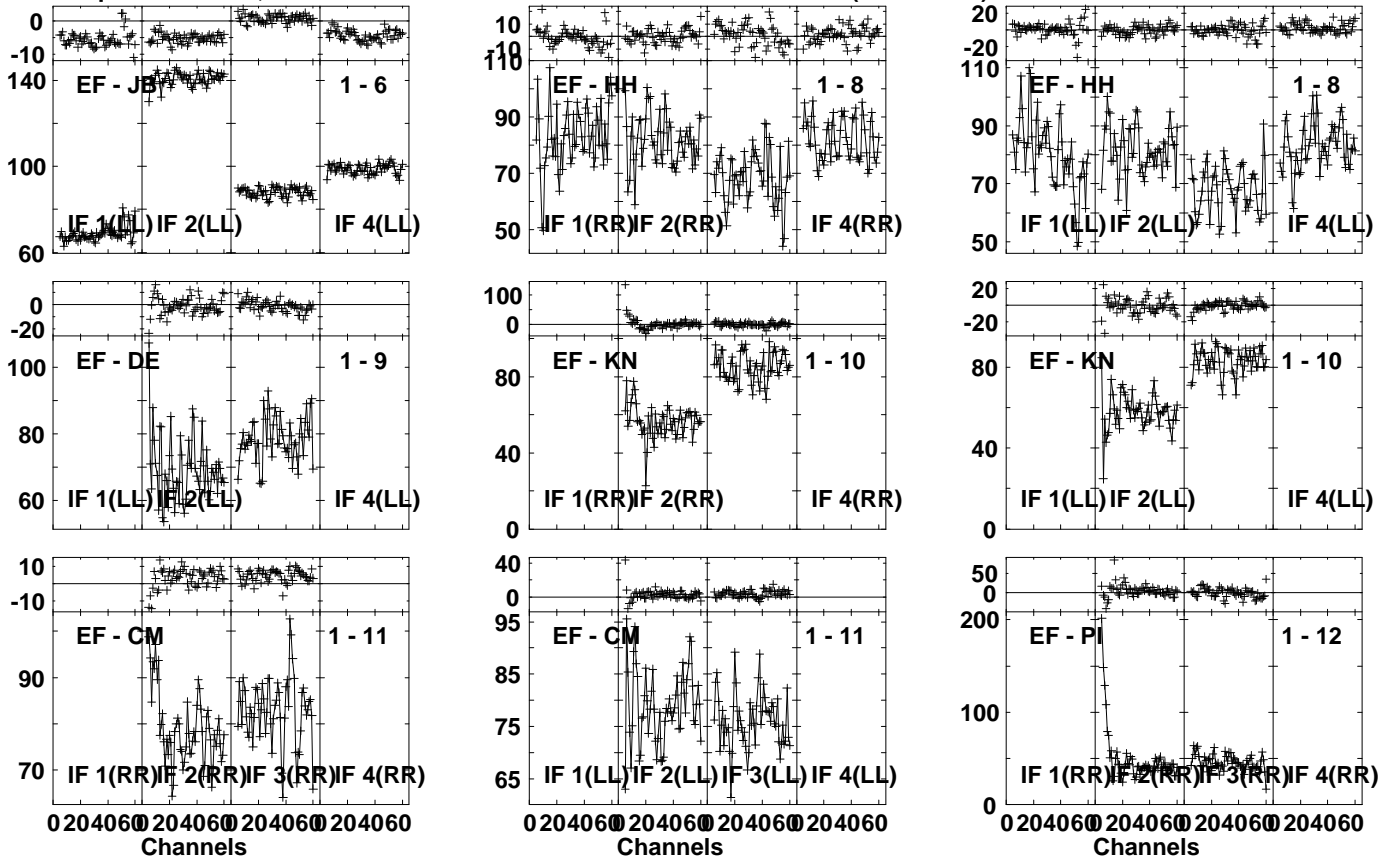 0
-10
140
100
60
EF - JB
1 - 6
IF 1(LL)
IF 2(LL)
IF 4(LL)
10
-10
110
90
70
50
EF - HH
1 - 8
IF 1(RR)
IF 2(RR)
IF 4(RR)
20
-20
110
90
70
50
EF - HH
1 - 8
IF 1(LL)
IF 2(LL)
IF 4(LL)
0
-20
100
80
60
EF - DE
1 - 9
IF 1(LL)
IF 2(LL)
IF 4(LL)
100
0
80
40
0
EF - KN
1 - 10
IF 1(RR)
IF 2(RR)
IF 4(RR)
20
-20
80
40
0
EF - KN
1 - 10
IF 1(LL)
IF 2(LL)
IF 4(LL)
10
-10
90
70
EF - CM
1 - 11
IF 1(RR)
IF 2(RR)
IF 3(RR)
IF 4(RR)
0 204060 0 204060 0 204060 0 204060
Channels
40
0
95
85
75
65
EF - CM
1 - 11
IF 1(LL)
IF 2(LL)
IF 3(LL)
IF 4(LL)
0 204060 0 204060 0 204060 0 204060
Channels
50
0
200
100
0
EF - PI
1 - 12
IF 1(RR)
IF 2(RR)
IF 3(RR)
IF 4(RR)
0 204060 0 204060 0 204060 0 204060
Channels